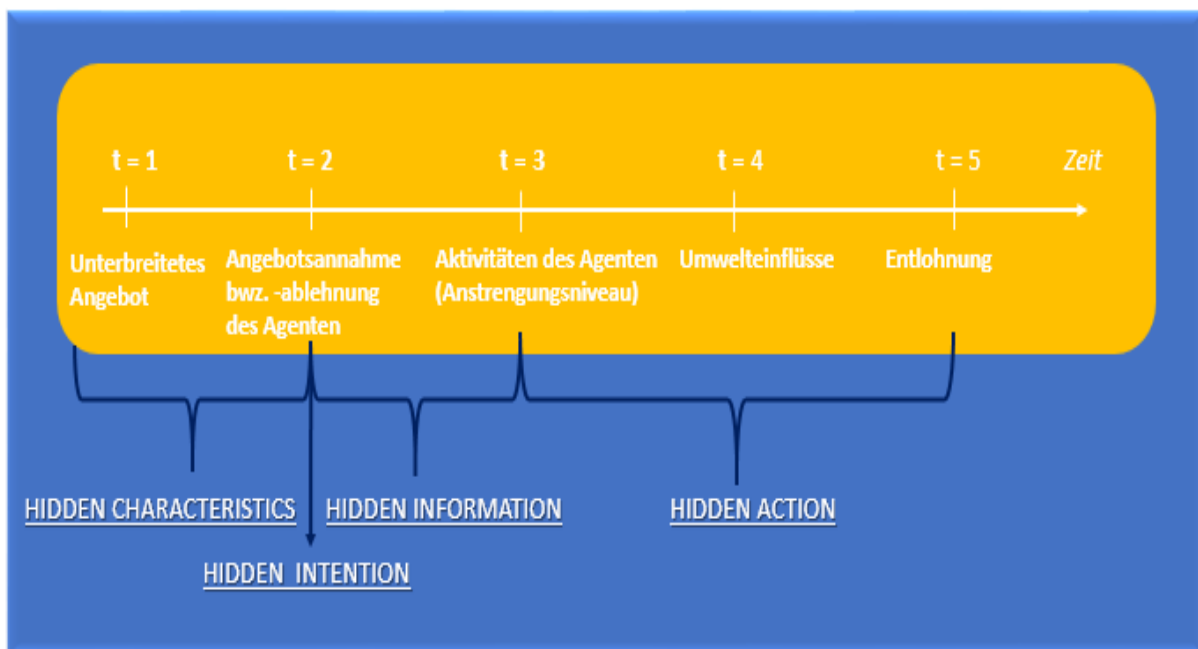 t = 1
t = 2
t = 3
t = 4
t = 5
Zeit
Unterbreitetes
Angebot
Angebotsannahme
bwz. -ablehnung
des Agenten
Aktivitäten des Agenten
(Anstrengungsniveau)
Umwelteinflüsse
Entlohnung
HIDDEN CHARACTERISTICS
HIDDEN INFORMATION
HIDDEN ACTION
HIDDEN INTENTION